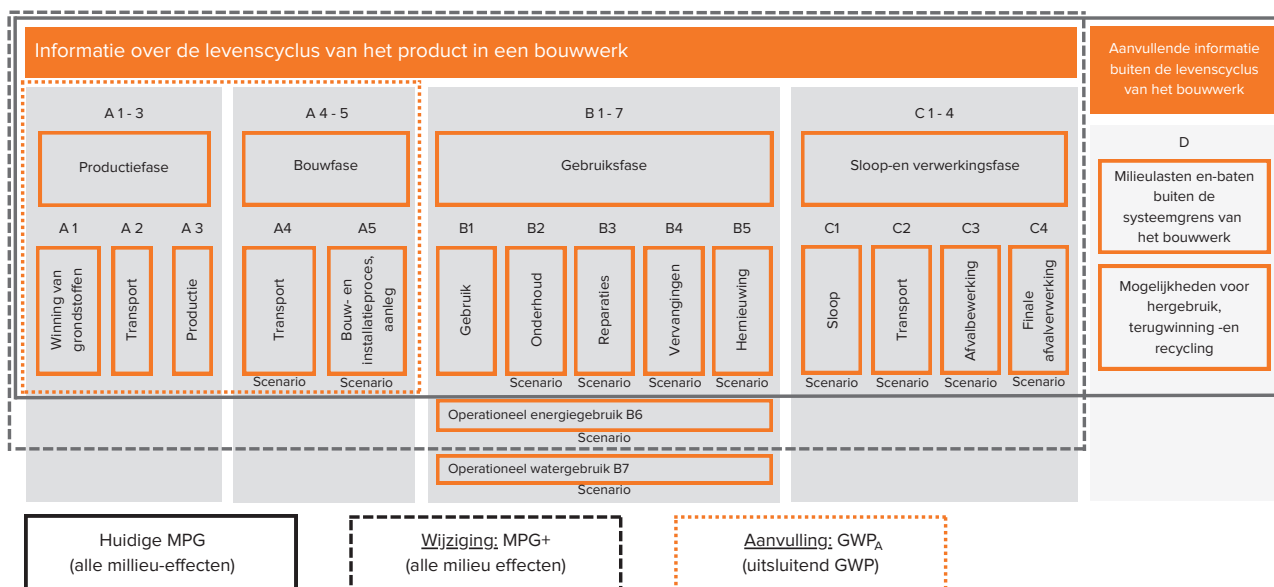 Informatie over de levenscyclus van het product in een bouwwerk
Aanvullende informatie
buiten de levenscyclus
van het bouwwerk
A 1 - 3
A 4 - 5
B 1 - 7
C 1 - 4
D
Productiefase
Bouwfase
Gebruiksfase
Sloop-en verwerkingsfase
Milieulasten en-baten
buiten de
systeemgrens van
het bouwwerk
A 1
A 2
A 3
A4
A5
B1
B2
B3
B4
B5
C1
C2
C3
C4
Winning van
grondstoffen
Transport
Productie
Transport
Bouw- en
installatieproces,
aanleg
Gebruik
Onderhoud
Reparaties
Vervangingen
Hernieuwing
Sloop
Transport
Afvalbewerking
Finale
afvalverwerking
Mogelijkheden voor
hergebruik,
terugwinning -en
recycling
Scenario
Scenario
Scenario
Scenario
Scenario
Scenario
Scenario
Scenario
Scenario
Scenario
Operationeel energiegebruik B6
Scenario
Operationeel watergebruik B7
Scenario
Huidige MPG
(alle millieu-effecten)
Wijziging: MPG+
(alle milieu effecten)
Aanvulling: GWPA
(uitsluitend GWP)